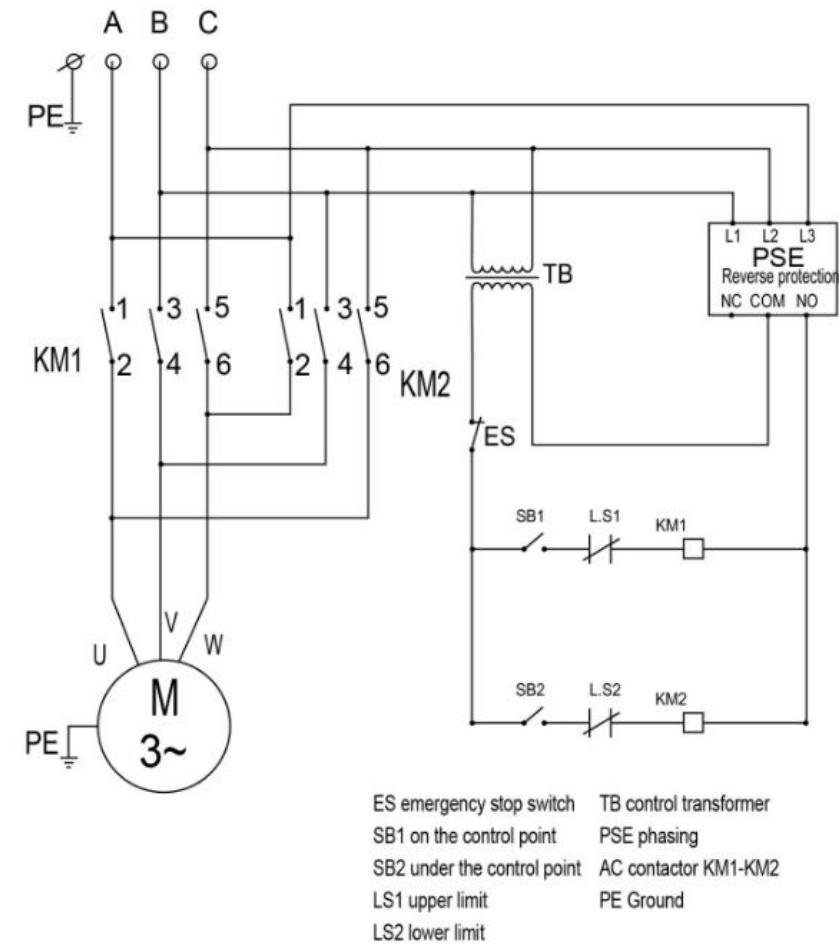 A B C
PE
L1 L2 L3
PSE
Reverse protection
NC COM NO
TB
1 3 5 1 3 5
KM1 2 4 6 2 4 6 KM2
ES
SB1 L.S1 KM1
U V W
M
3~
PE
SB2 L.S2 KM2
ES emergency stop switch TB control transformer
SB1 on the control point PSE phasing
SB2 under the control point AC contactor KM1-KM2
LS1 upper limit PE Ground
LS2 lower limit